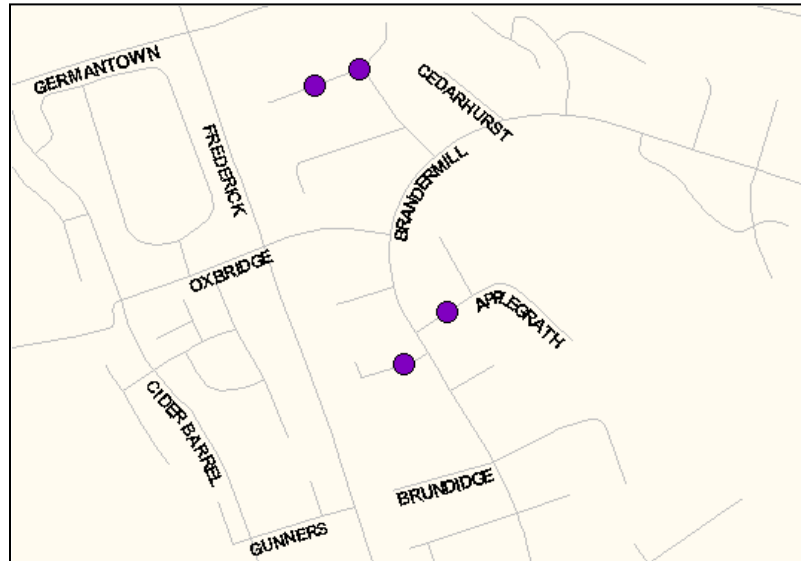 GERMANTOWN
CEDARHURST
FREDERICK
BRANDERMILL
OXBRIDGE
APPLEGRATH
CIDER BARREL
BRUNDIDGE
GUNNERS